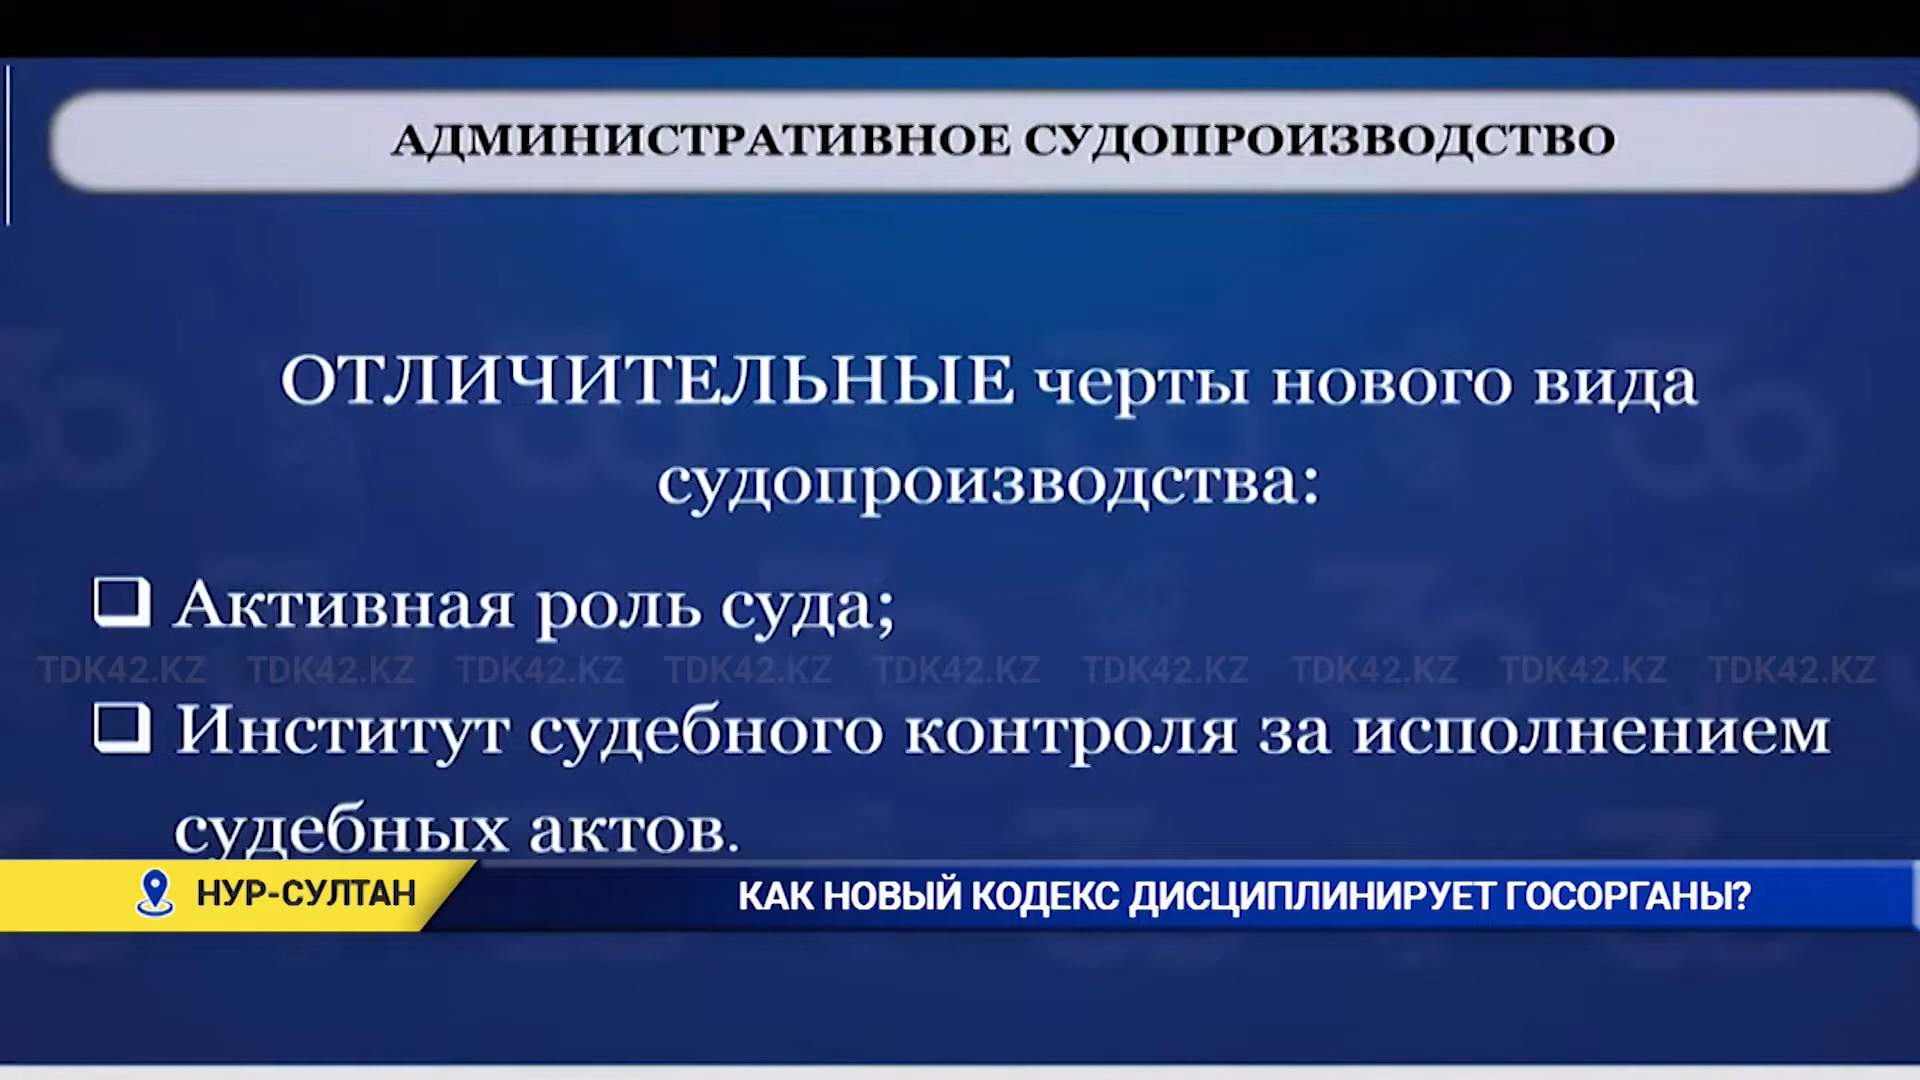 АДМИНИСТРАТИВНОЕ СУДОПРОИЗВОДСТВО
ОТЛИЧИТЕЛЬНЫЕ черты нового вида
судопроизводства:
Активная роль суда;
TDK42.KZ TDK42.KZ TDK42.KZ TDK42.KZ TDK42.KZ TDK42.KZ TDK42.KZ TDK42.KZ TDK42.KZ
Институт судебного контроля за исполнением
судебных актов.
НУР-СУЛТАН
КАК НОВЫЙ КОДЕКС ДИСЦИПЛИНИРУЕТ ГОСОРГАНЫ?